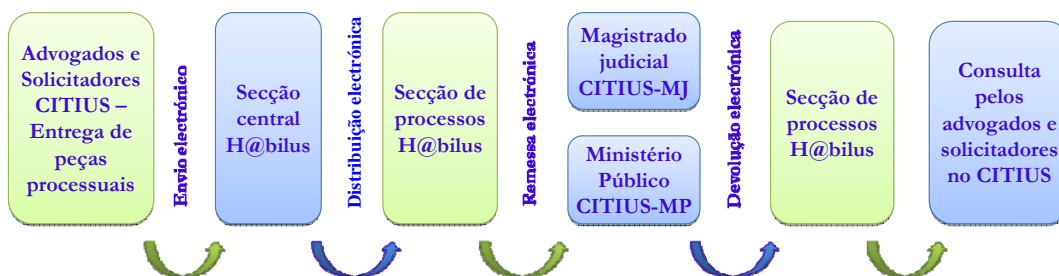 Advogados e
Solicitadores
CITIUS –
Entrega de
peças
processuais
Envio electrónico
Secção
central
H@bilus
Distribuição electrónica
Secção de
processos
H@bilus
Remessa electrónica
Magistrado
judicial
CITIUS-MJ
Ministério
Público
CITIUS-MP
Devolução electrónica
Secção de
processos
H@bilus
Consulta
pelos
advogados e
solicitadores
no CITIUS